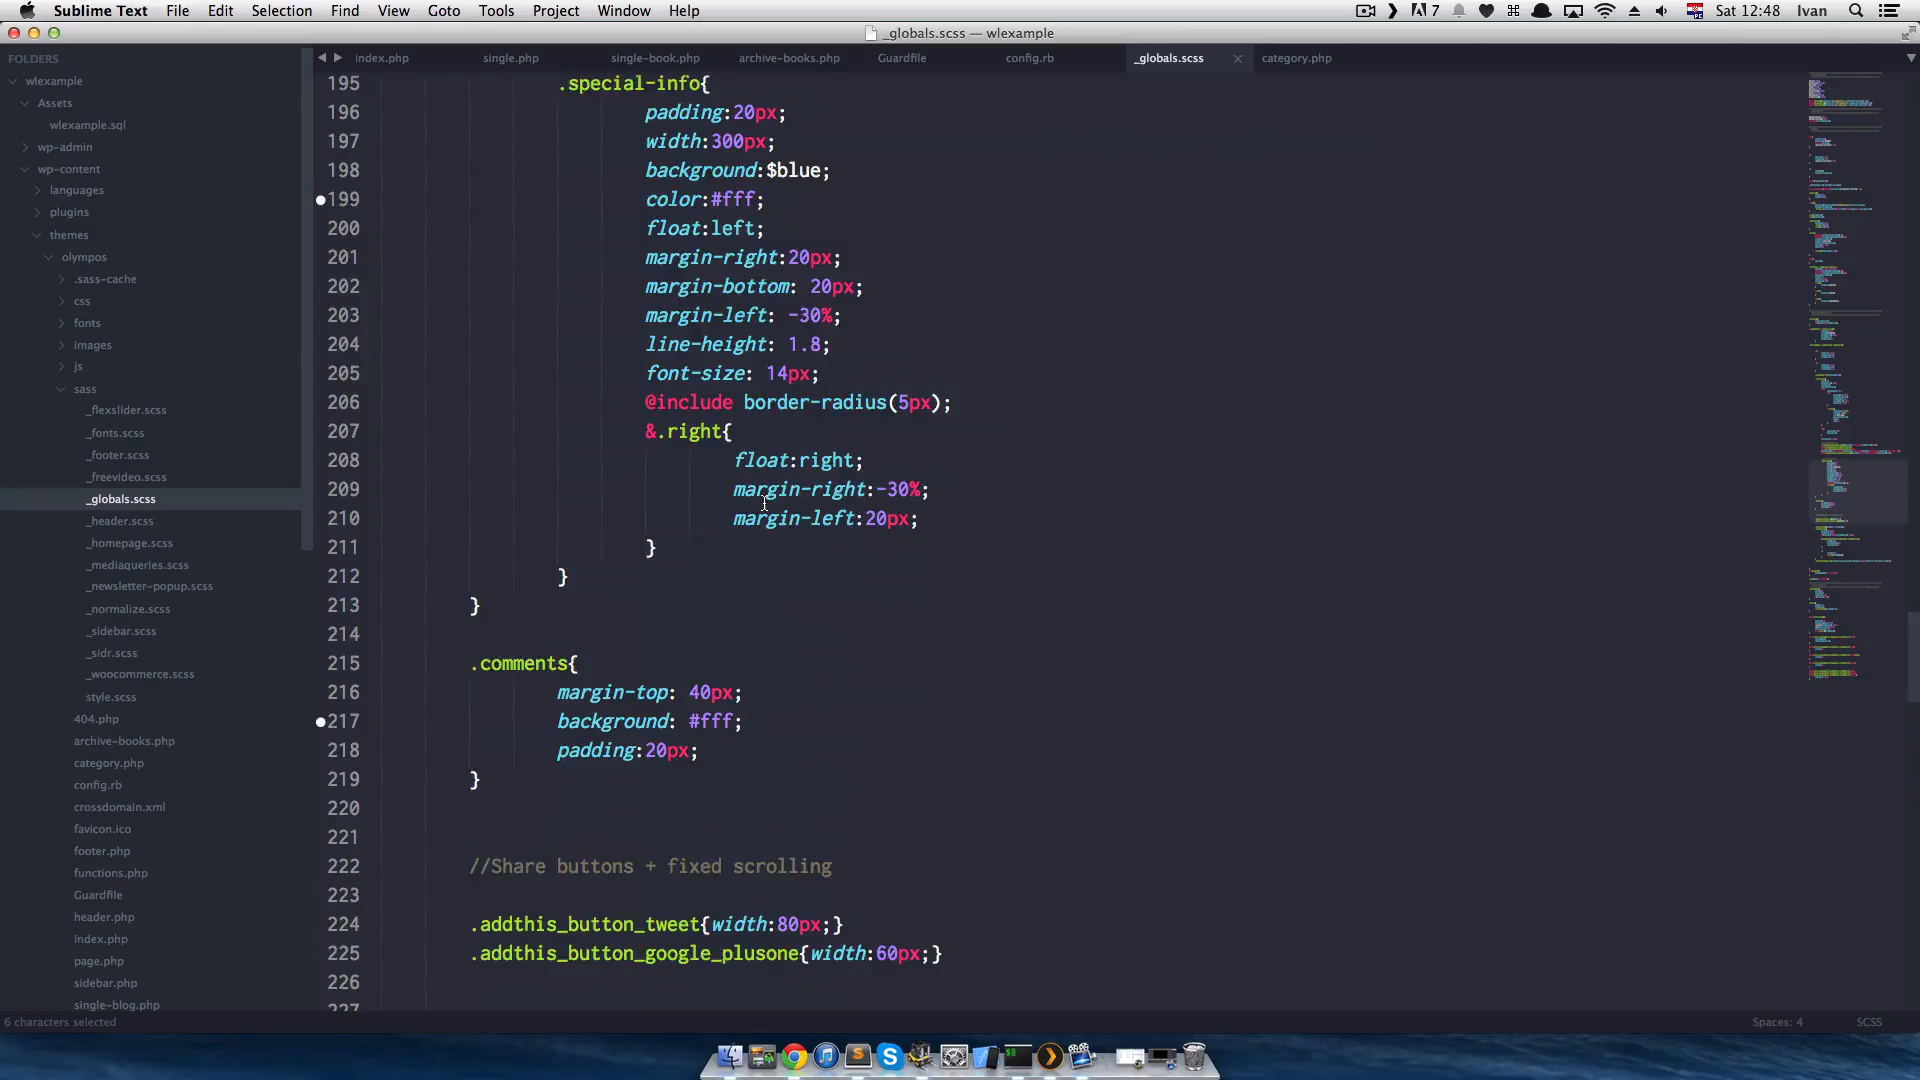 Sublime Text File Edit Selection Find View Goto Tools Project Window Help 7 Sat 12:48 Ivan
_globals.scss — wlexample
FOLDERS
wlexample
Assets
wlexample.sql
wp-admin
wp-content
languages
plugins
themes
olympos
.sass-cache
css
fonts
images
js
sass
_flexslider.scss
_fonts.scss
_footer.scss
_freevideo.scss
_globals.scss
_header.scss
_homepage.scss
_mediaqueries.scss
_newsletter-popup.scss
_normalize.scss
_sidebar.scss
_sidr.scss
_woocommerce.scss
style.scss
404.php
archive-books.php
category.php
config.rb
crossdomain.xml
favicon.ico
footer.php
functions.php
Guardfile
header.php
index.php
page.php
sidebar.php
single-blog.php
index.php single.php single-book.php archive-books.php Guardfile config.rb _globals.scss category.php
195 .special-info{
196 padding:20px;
197 width:300px;
198 background:$blue;
199 color:#fff;
200 float:left;
201 margin-right:20px;
202 margin-bottom: 20px;
203 margin-left: -30%;
204 line-height: 1.8;
205 font-size: 14px;
206 @include border-radius(5px);
207 &.right{
208 float:right;
209 margin-right:-30%;
210 margin-left:20px;
211 }
212 }
213 }
214
215 .comments{
216 margin-top: 40px;
217 background: #fff;
218 padding:20px;
219 }
220
221
222 //Share buttons + fixed scrolling
223
224 .addthis_button_tweet{width:80px;}
225 .addthis_button_google_plusone{width:60px;}
226
227
6 characters selected Spaces: 4 SCSS